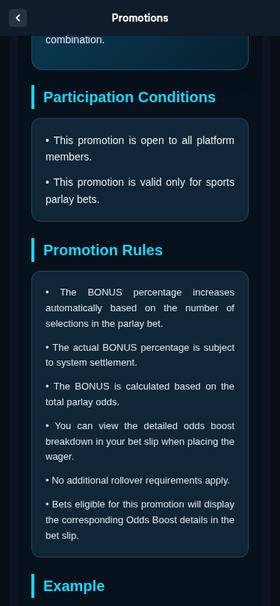 Promotions
combination.
Participation Conditions
• This promotion is open to all platform
members.
• This promotion is valid only for sports
parlay bets.
Promotion Rules
• The BONUS percentage increases
automatically based on the number of
selections in the parlay bet.
• The actual BONUS percentage is subject
to system settlement.
• The BONUS is calculated based on the
total parlay odds.
• You can view the detailed odds boost
breakdown in your bet slip when placing the
wager.
• No additional rollover requirements apply.
• Bets eligible for this promotion will display
the corresponding Odds Boost details in the
bet slip.
Example